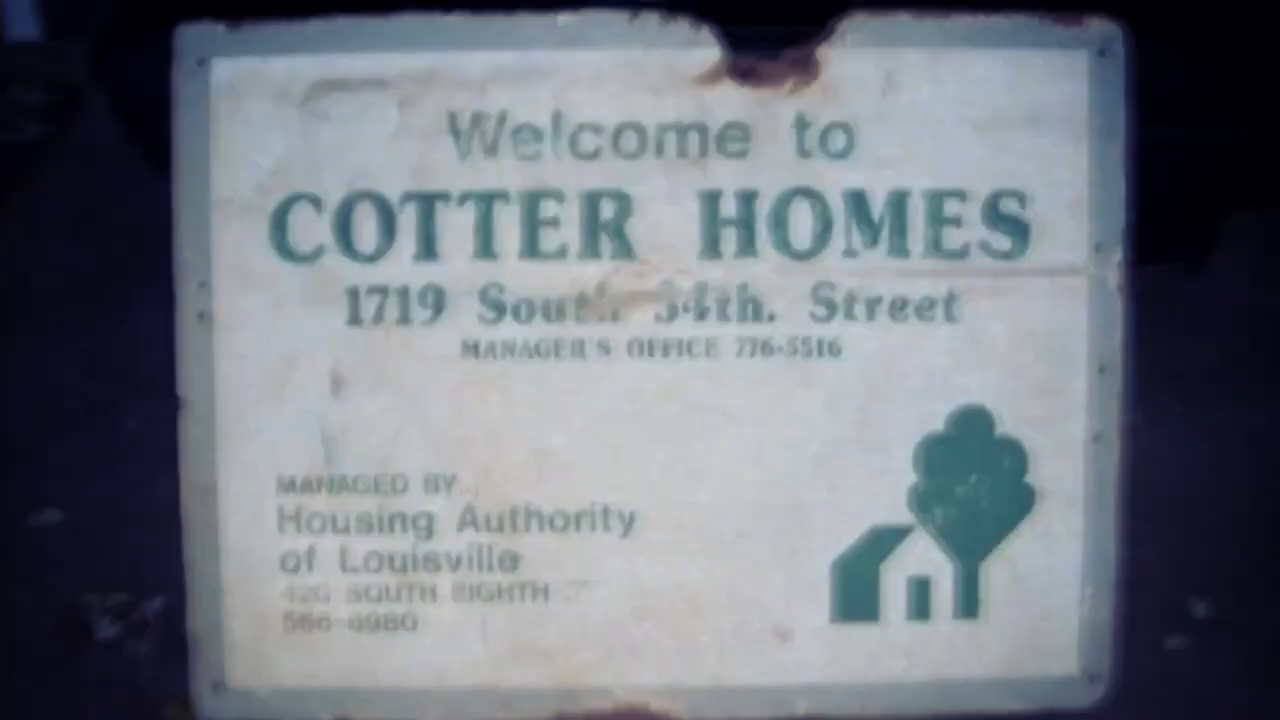 Welcome to
COTTER HOMES
1719 South 34th. Street
MANAGER'S OFFICE 776-5516
MANAGED BY
Housing Authority
of Louisville
420 SOUTH EIGHTH